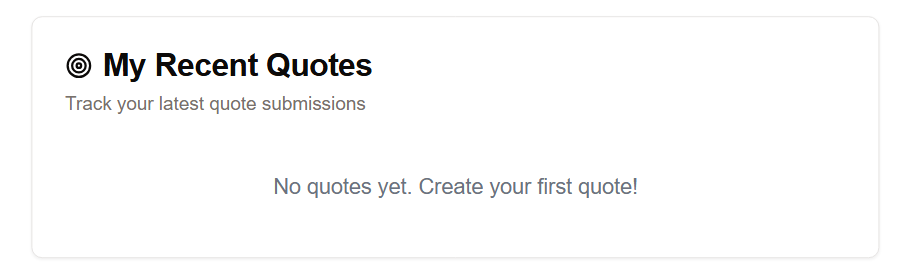 My Recent Quotes
Track your latest quote submissions
No quotes yet. Create your first quote!